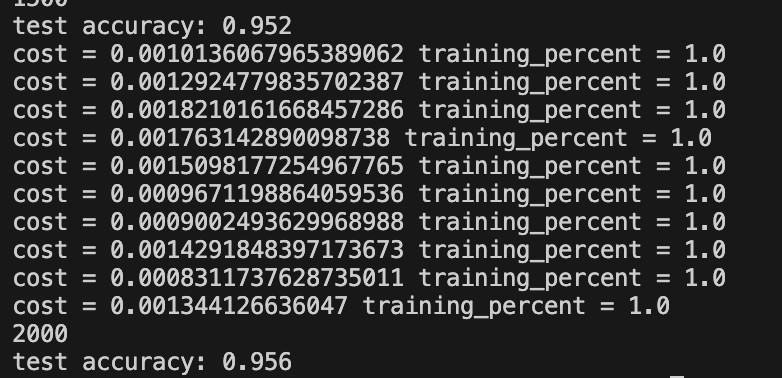 1500
test accuracy: 0.952
cost = 0.0010136067965389062 training_percent = 1.0
cost = 0.0012924779835702387 training_percent = 1.0
cost = 0.0018210161668457286 training_percent = 1.0
cost = 0.001763142890098738 training_percent = 1.0
cost = 0.0015098177254967765 training_percent = 1.0
cost = 0.0009671198864059536 training_percent = 1.0
cost = 0.0009002493629968988 training_percent = 1.0
cost = 0.0014291848397173673 training_percent = 1.0
cost = 0.0008311737628735011 training_percent = 1.0
cost = 0.001344126636047 training_percent = 1.0
2000
test accuracy: 0.956